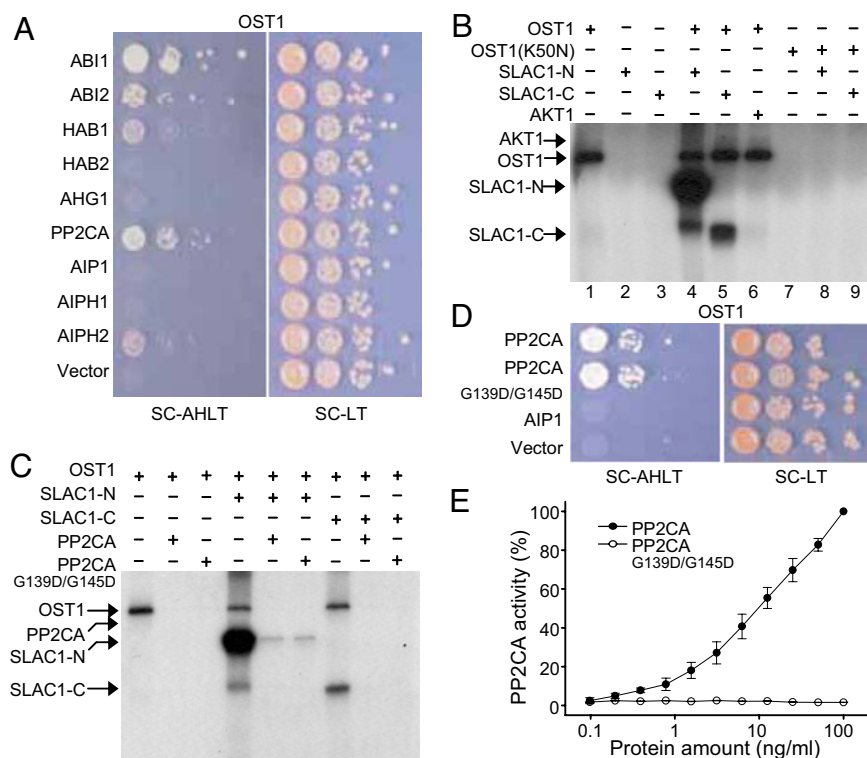 A
OST1
ABI1
ABI2
HAB1
HAB2
AHG1
PP2CA
AIP1
AIPH1
AIPH2
Vector
SC-AHLT SC-LT
B
OST1 + − − + + + − − −
OST1(K50N) − − − − − − + + +
SLAC1-N − + − + − − − + −
SLAC1-C − − + − + − − − +
AKT1 − − − − − + − − −
AKT1
OST1
SLAC1-N
SLAC1-C
1 2 3 4 5 6 7 8 9
C
OST1 + + + + + + + + +
SLAC1-N − − − + + + − − −
SLAC1-C − − − − − − + + +
PP2CA − + − − + − − + −
PP2CA − − + − − + − − +
G139D/G145D
OST1
PP2CA
SLAC1-N
SLAC1-C
D
OST1
PP2CA
PP2CA
G139D/G145D
AIP1
Vector
SC-AHLT SC-LT
E
PP2CA activity (%)
100
80
60
40
20
0
PP2CA
PP2CA
G139D/G145D
0.1 1 10 100
Protein amount (ng/ml)